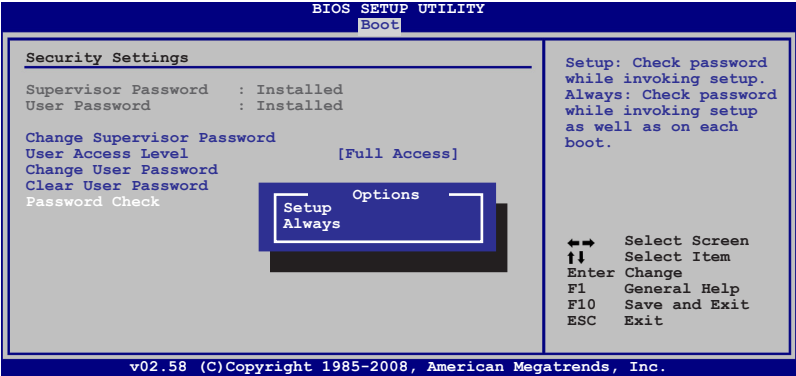 BIOS SETUP UTILITY
Boot
Security Settings
Supervisor Password : Installed
User Password : Installed
Change Supervisor Password
User Access Level [Full Access]
Change User Password
Clear User Password
Password Check
Options
Setup
Always
Setup: Check password
while invoking setup.
Always: Check password
while invoking setup
as well as on each
boot.
←→ Select Screen
↑↓ Select Item
Enter Change
F1 General Help
F10 Save and Exit
ESC Exit
v02.58 (C)Copyright 1985-2008, American Megatrends, Inc.